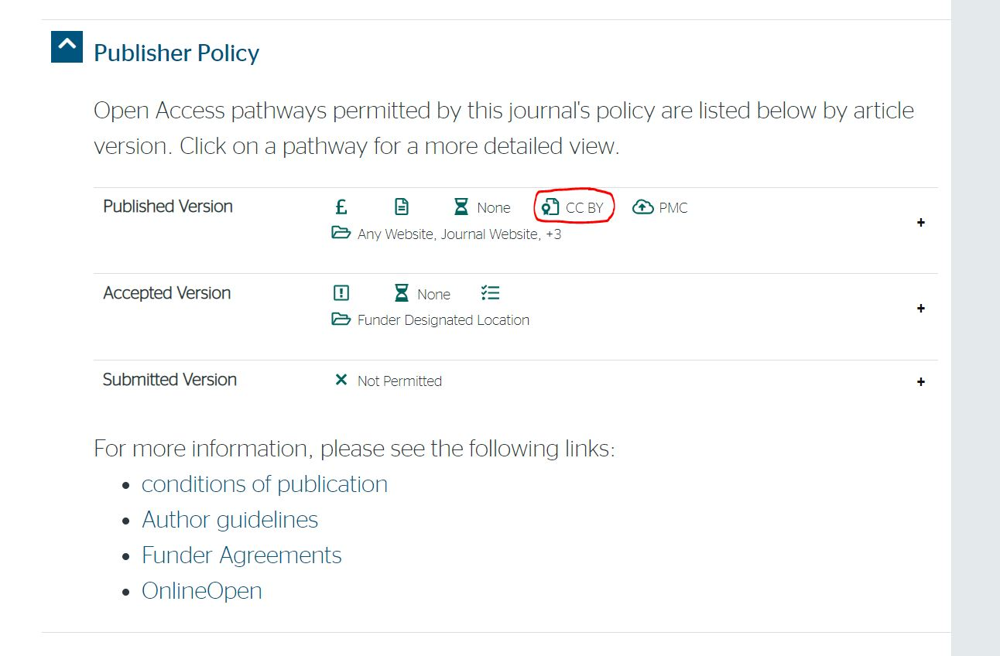 Publisher Policy
Open Access pathways permitted by this journal's policy are listed below by article
version. Click on a pathway for a more detailed view.
Published Version £ None CC BY PMC
Any Website, Journal Website, +3
+
Accepted Version None
Funder Designated Location
+
Submitted Version Not Permitted +
For more information, please see the following links:
• conditions of publication
• Author guidelines
• Funder Agreements
• OnlineOpen